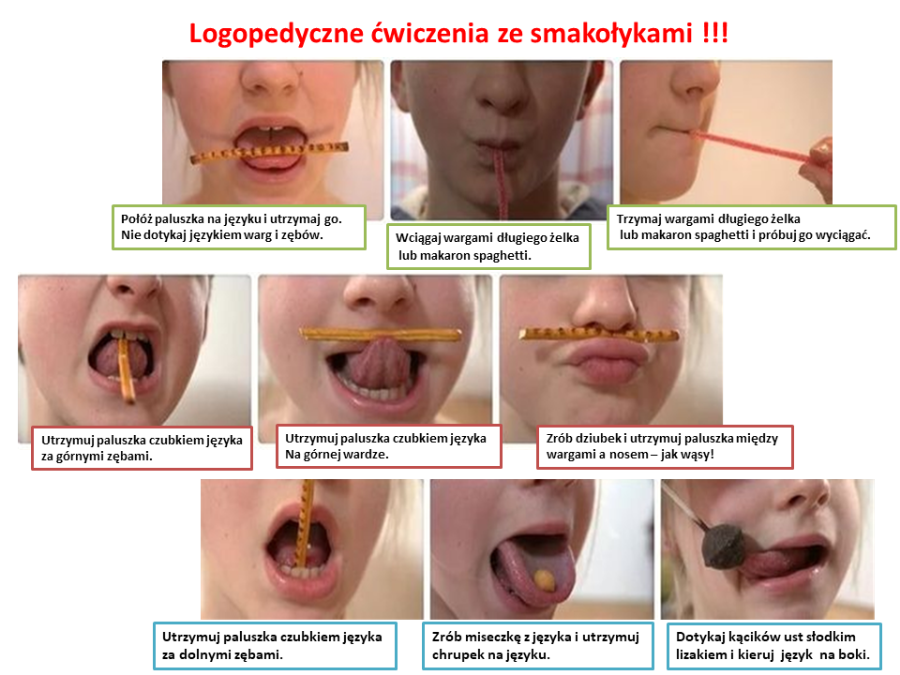 Logopedyczne ćwiczenia ze smakołykami !!!
Połóż paluszka na języku i utrzymaj go.
Nie dotykaj językiem warg i zębów.
Wciągaj wargami długiego żelka
lub makaron spaghetti.
Trzymaj wargami długiego żelka
lub makaron spaghetti i próbuj go wyciągać.
Utrzymuj paluszka czubkiem języka
za górnymi zębami.
Utrzymuj paluszka czubkiem języka
Na górnej wardze.
Zrób dziubek i utrzymuj paluszka między
wargami a nosem – jak wąsy!
Utrzymuj paluszka czubkiem języka
za dolnymi zębami.
Zrób miseczkę z języka i utrzymuj
chrupek na języku.
Dotykaj kącików ust słodkim
lizakiem i kieruj język na boki.